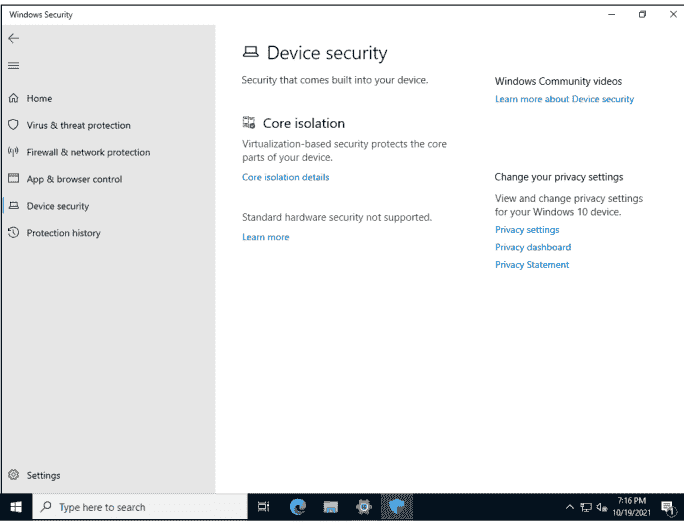 Windows Security
Home
Virus & threat protection
Firewall & network protection
App & browser control
Device security
Protection history
Settings
Device security
Security that comes built into your device.
Core isolation
Virtualization-based security protects the core
parts of your device.
Core isolation details
Standard hardware security not supported.
Learn more
Windows Community videos
Learn more about Device security
Change your privacy settings
View and change privacy settings
for your Windows 10 device.
Privacy settings
Privacy dashboard
Privacy Statement
Type here to search
7:16 PM
10/19/2021